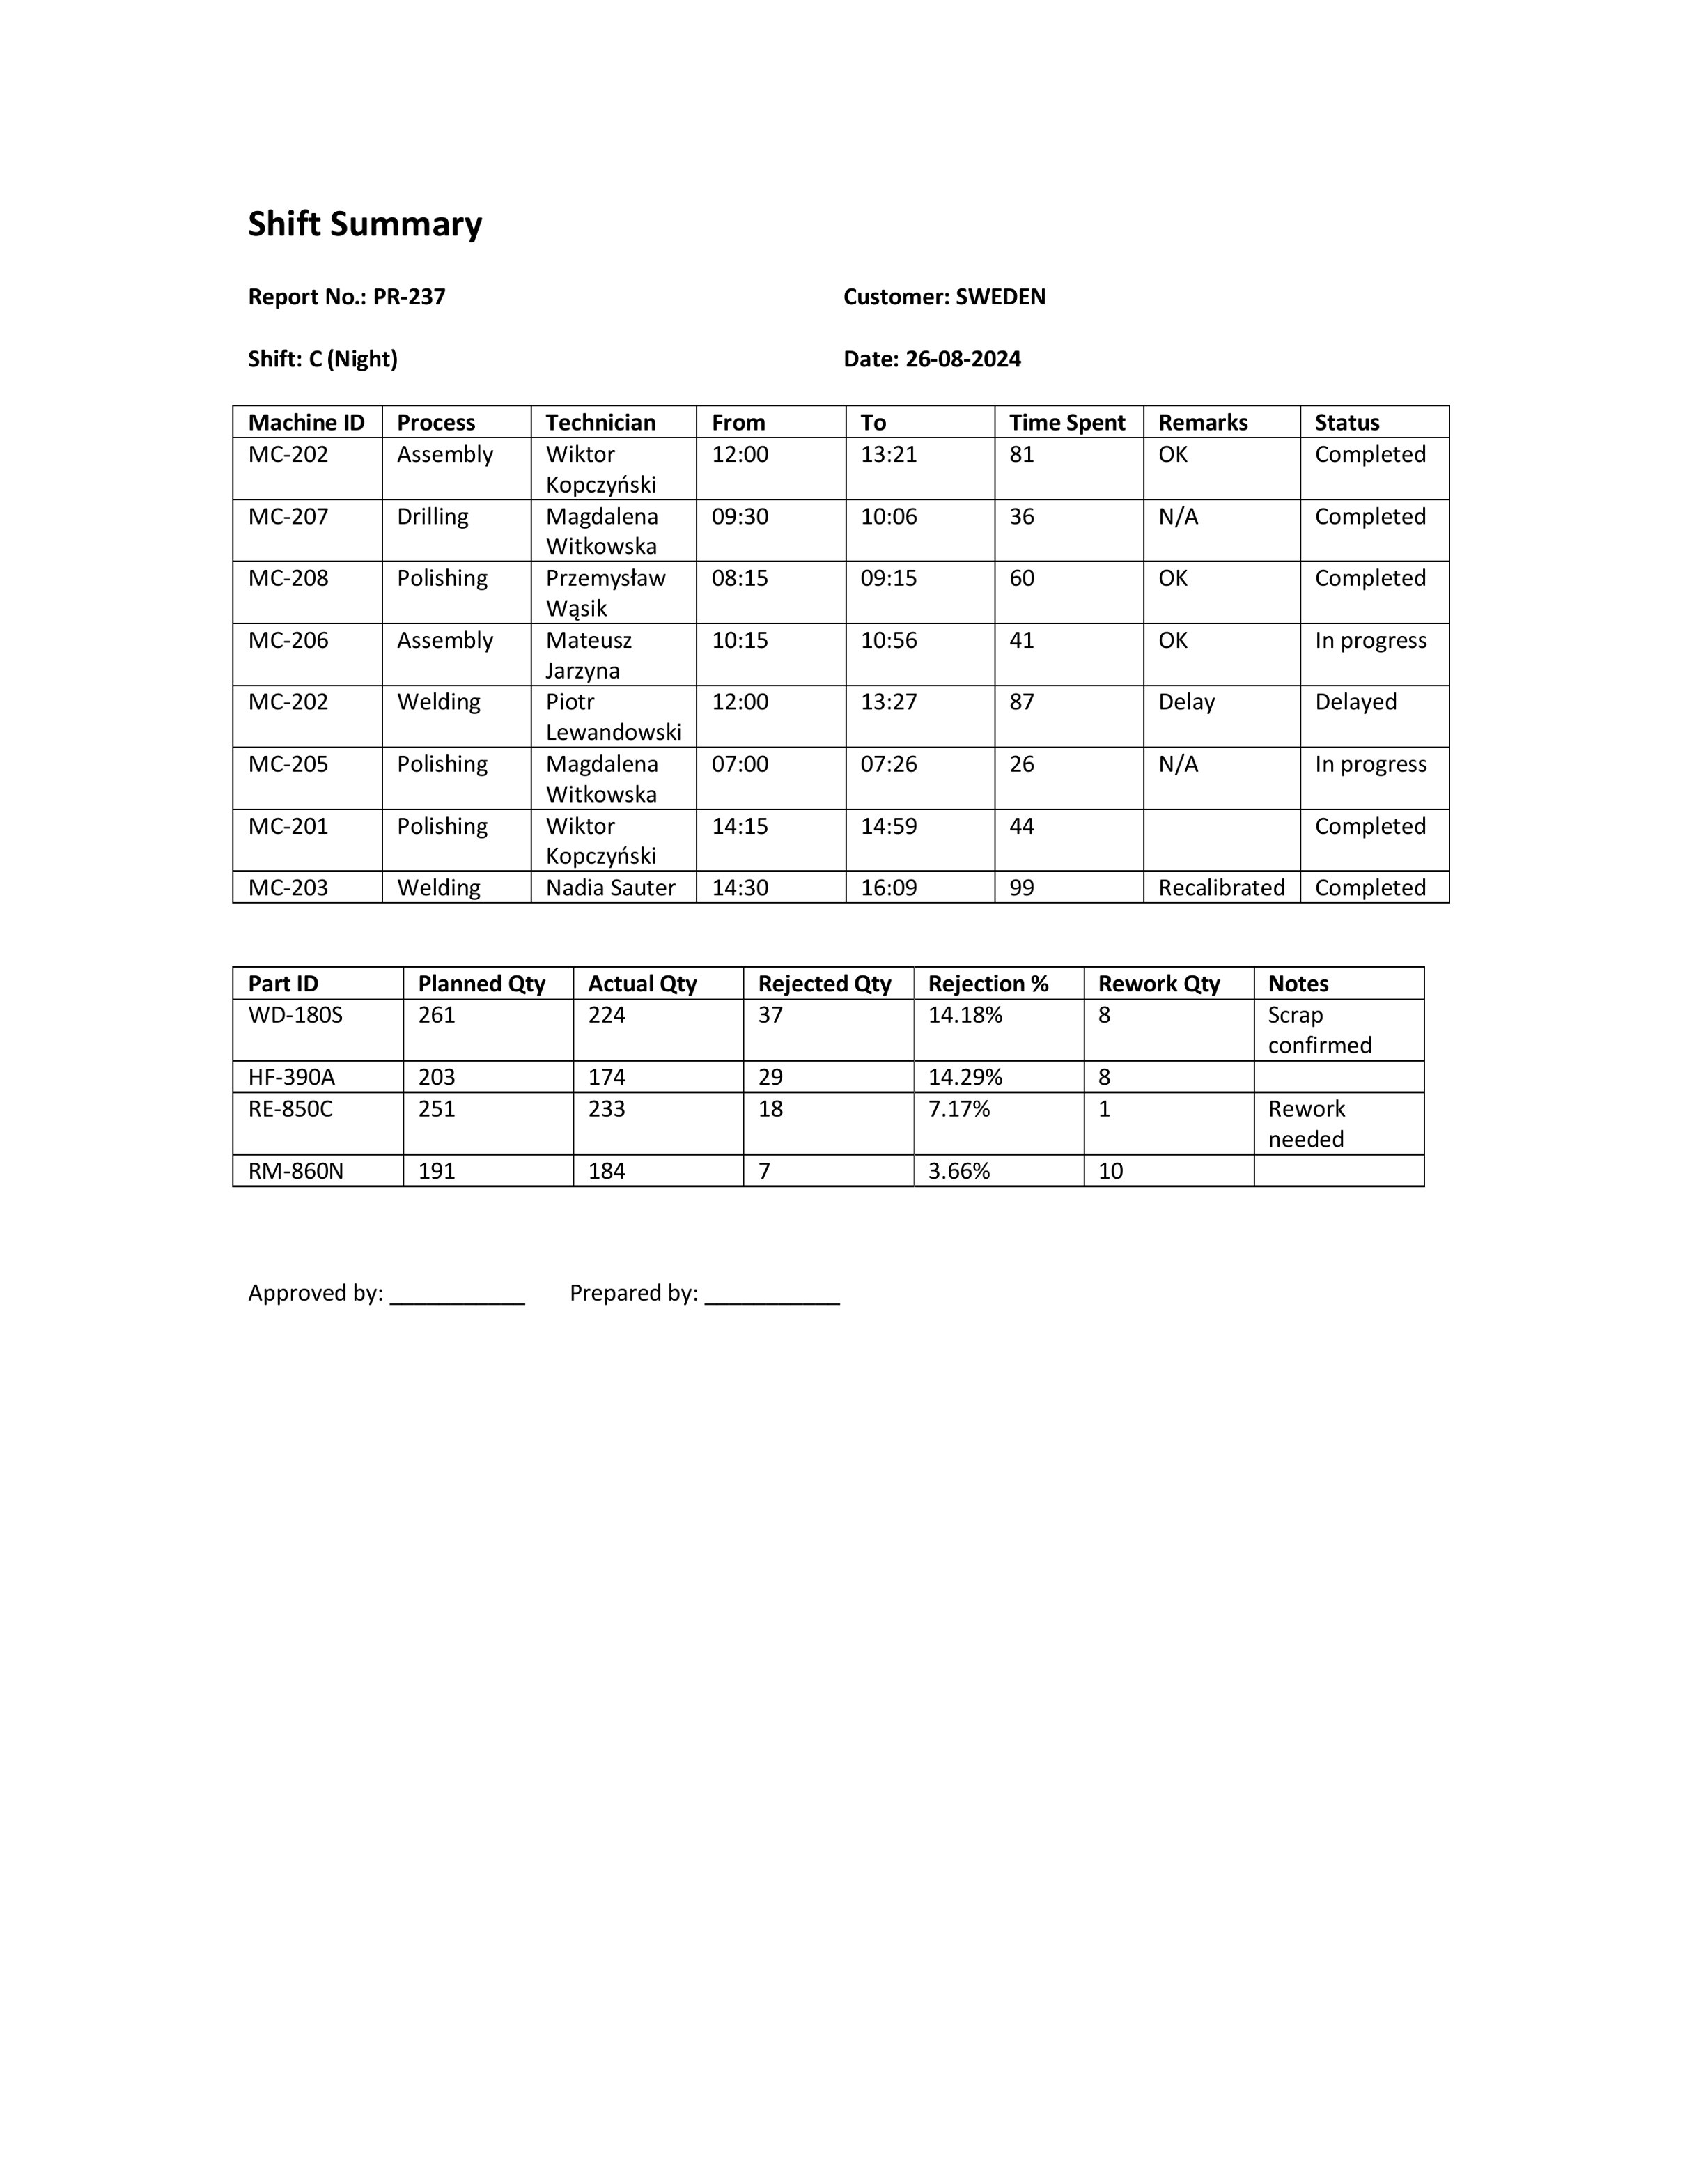 Shift Summary
Report No.: PR-237 Customer: SWEDEN
Shift: C (Night) Date: 26-08-2024
Machine ID Process Technician From To Time Spent Remarks Status
MC-202 Assembly Wiktor Kopczyński 12:00 13:21 81 OK Completed
MC-207 Drilling Magdalena Witkowska 09:30 10:06 36 N/A Completed
MC-208 Polishing Przemysław Wąsik 08:15 09:15 60 OK Completed
MC-206 Assembly Mateusz Jarzyna 10:15 10:56 41 OK In progress
MC-202 Welding Piotr Lewandowski 12:00 13:27 87 Delay Delayed
MC-205 Polishing Magdalena Witkowska 07:00 07:26 26 N/A In progress
MC-201 Polishing Wiktor Kopczyński 14:15 14:59 44 Completed
MC-203 Welding Nadia Sauter 14:30 16:09 99 Recalibrated Completed
Part ID Planned Qty Actual Qty Rejected Qty Rejection % Rework Qty Notes
WD-180S 261 224 37 14.18% 8 Scrap confirmed
HF-390A 203 174 29 14.29% 8
RE-850C 251 233 18 7.17% 1 Rework needed
RM-860N 191 184 7 3.66% 10
Approved by: ___________ Prepared by: ___________